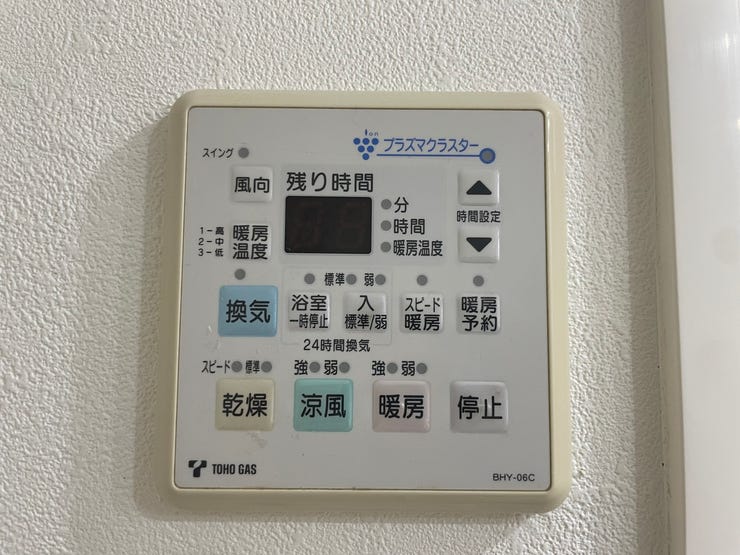 ion
プラズマクラスター
スイング
風向
残り時間
分
時間
暖房温度
時間設定
1-高
2-中
3-低
暖房
温度
標準
弱
換気
浴室
一時停止
入
標準/弱
スピード
暖房
暖房
予約
24時間換気
スピード
標準
強
弱
強
弱
乾燥
涼風
暖房
停止
TOHO GAS
BHY-06C